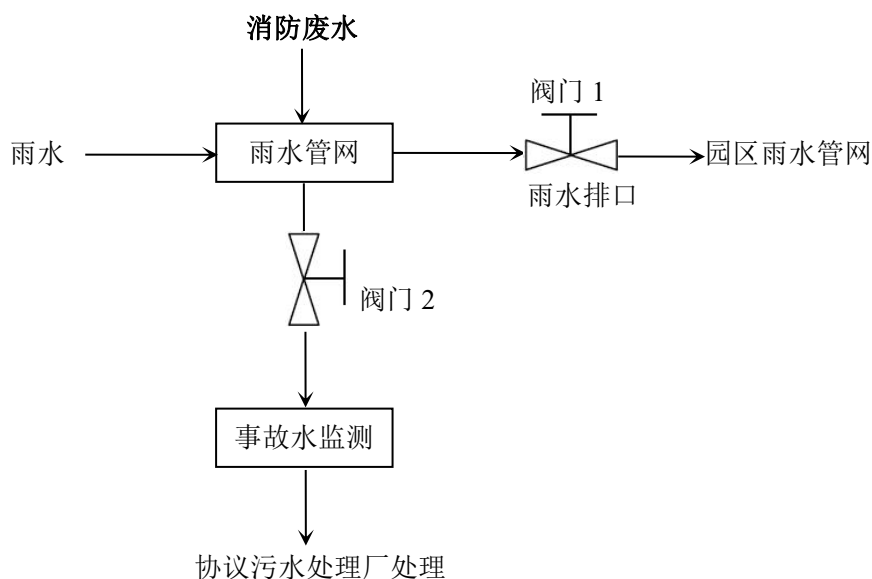 消防废水
阀门 1
雨水
雨水管网
园区雨水管网
雨水排口
阀门 2
事故水监测
协议污水处理厂处理